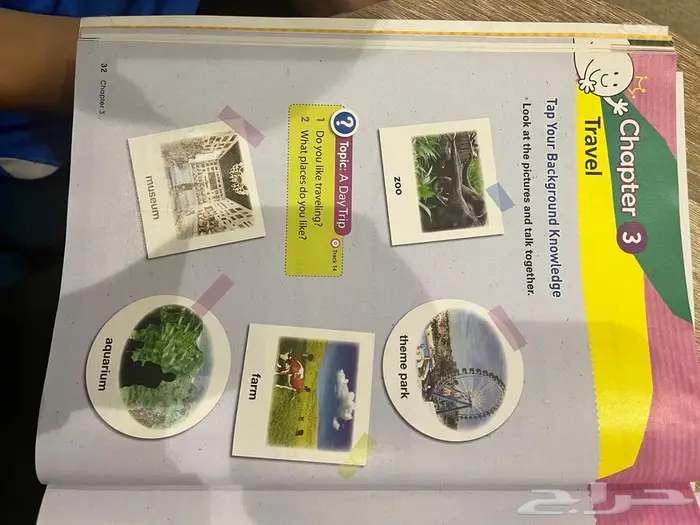 Chapter 3
Travel
Tap Your Background Knowledge
Look at the pictures and talk together.
zoo
theme park
? Topic: A Day Trip Track 14
1 Do you like traveling?
2 What places do you like?
farm
museum
aquarium
32 Chapter 3
حراج